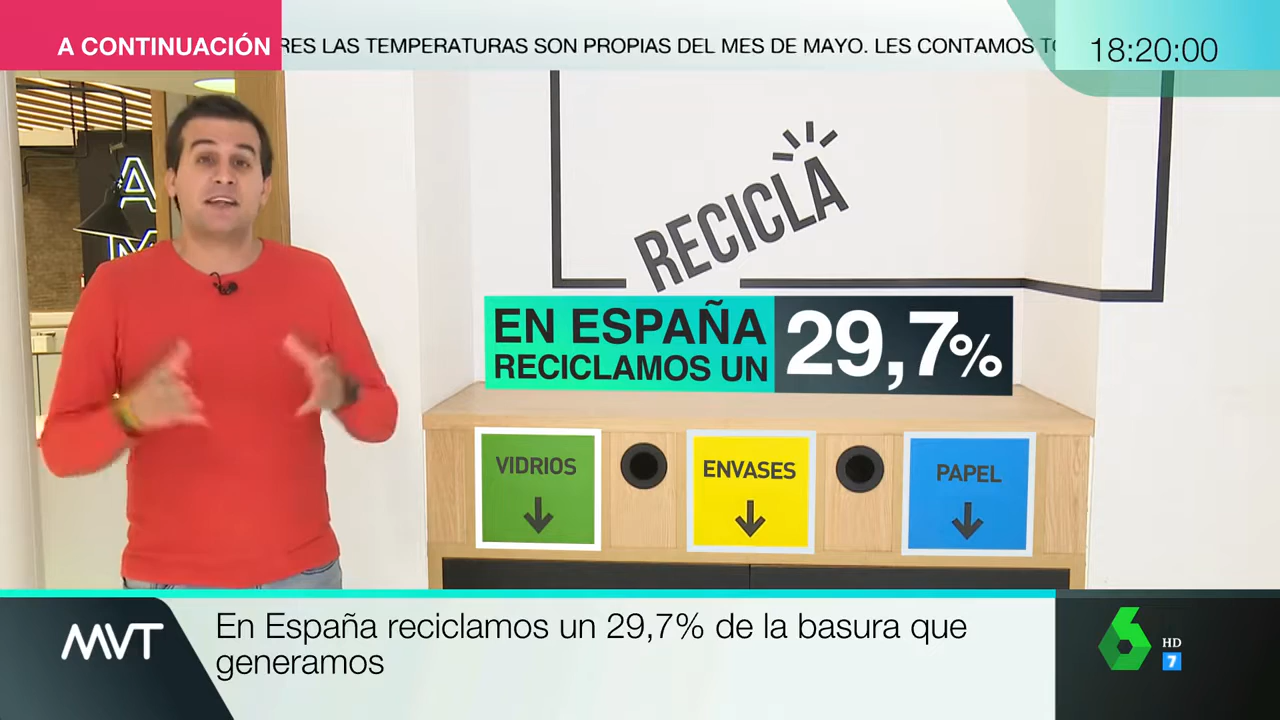 A CONTINUACIÓN
RES LAS TEMPERATURAS SON PROPIAS DEL MES DE MAYO. LES CONTAMOS
18:20:00
AM
RECICLA
EN ESPAÑA
RECICLAMOS UN
29,7%
VIDRIOS
ENVASES
PAPEL
MVT
En España reciclamos un 29,7% de la basura que
generamos
6
HD
7